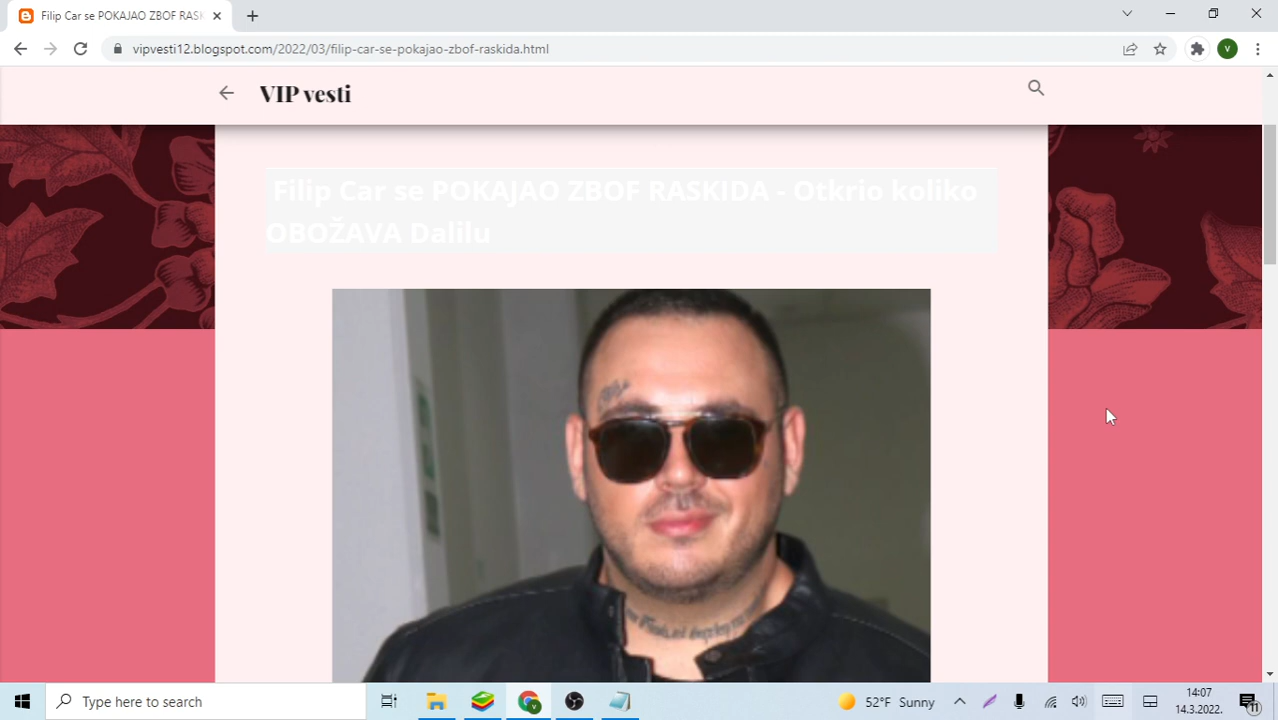 Filip Car se POKAJAO ZBOF RASK
vipvesti12.blogspot.com/2022/03/filip-car-se-pokajao-zbof-raskida.html
V
VIP vesti
Filip Car se POKAJAO ZBOF RASKIDA - Otkrio koliko
OBOŽAVA Dalilu
Type here to search
52°F Sunny
14:07
14.3.2022.
11